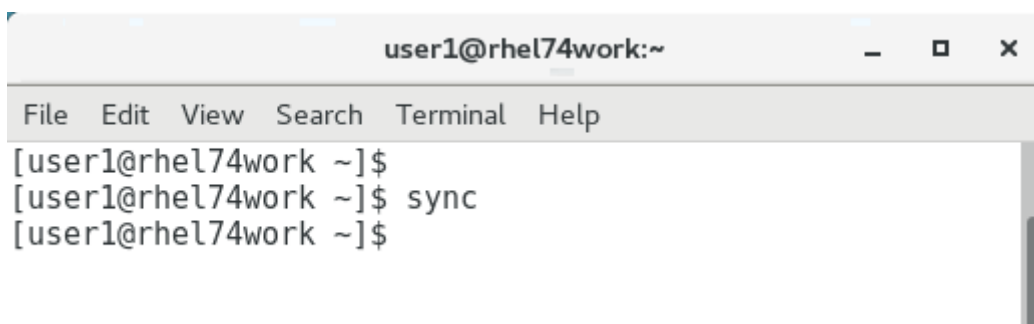 user1@rhel74work:~
File Edit View Search Terminal Help
[user1@rhel74work ~]$
[user1@rhel74work ~]$ sync
[user1@rhel74work ~]$